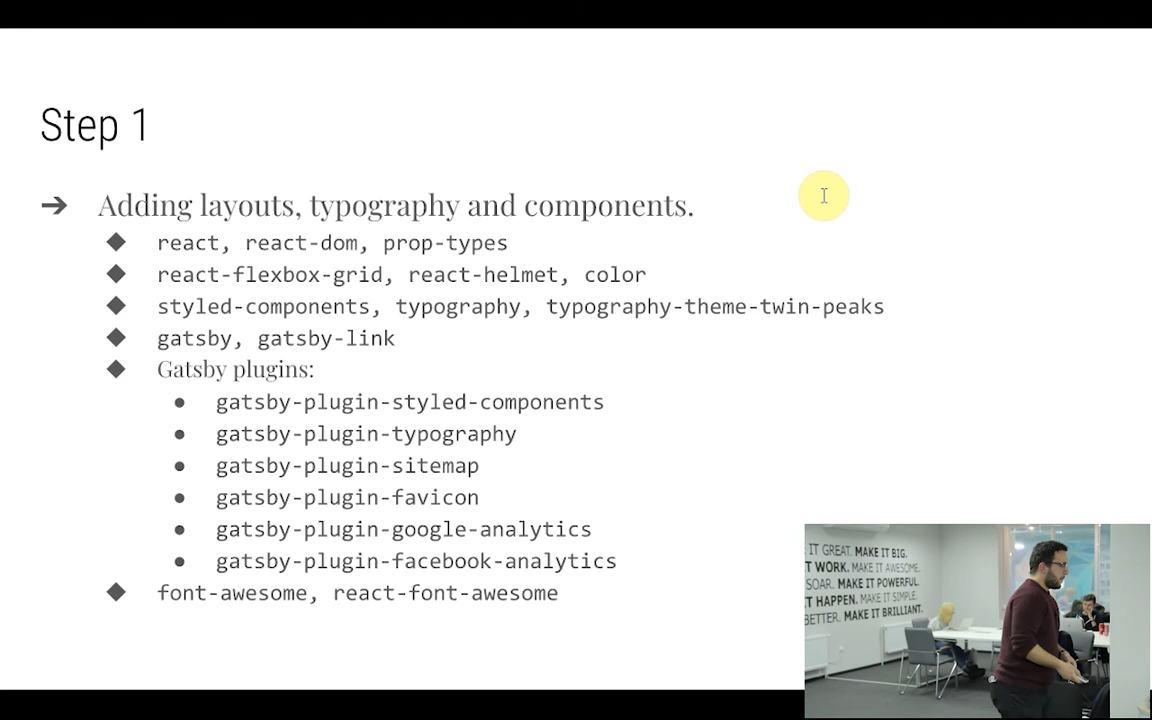 Step 1
➔ Adding layouts, typography and components.
◆ react, react-dom, prop-types
◆ react-flexbox-grid, react-helmet, color
◆ styled-components, typography, typography-theme-twin-peaks
◆ gatsby, gatsby-link
◆ Gatsby plugins:
● gatsby-plugin-styled-components
● gatsby-plugin-typography
● gatsby-plugin-sitemap
● gatsby-plugin-favicon
● gatsby-plugin-google-analytics
● gatsby-plugin-facebook-analytics
◆ font-awesome, react-font-awesome
IT GREAT. MAKE IT BIG.
T WORK. MAKE IT AWESOME.
SOAR. MAKE IT POWERFUL.
T HAPPEN. MAKE IT SIMPLE.
BETTER. MAKE IT BRILLIANT.